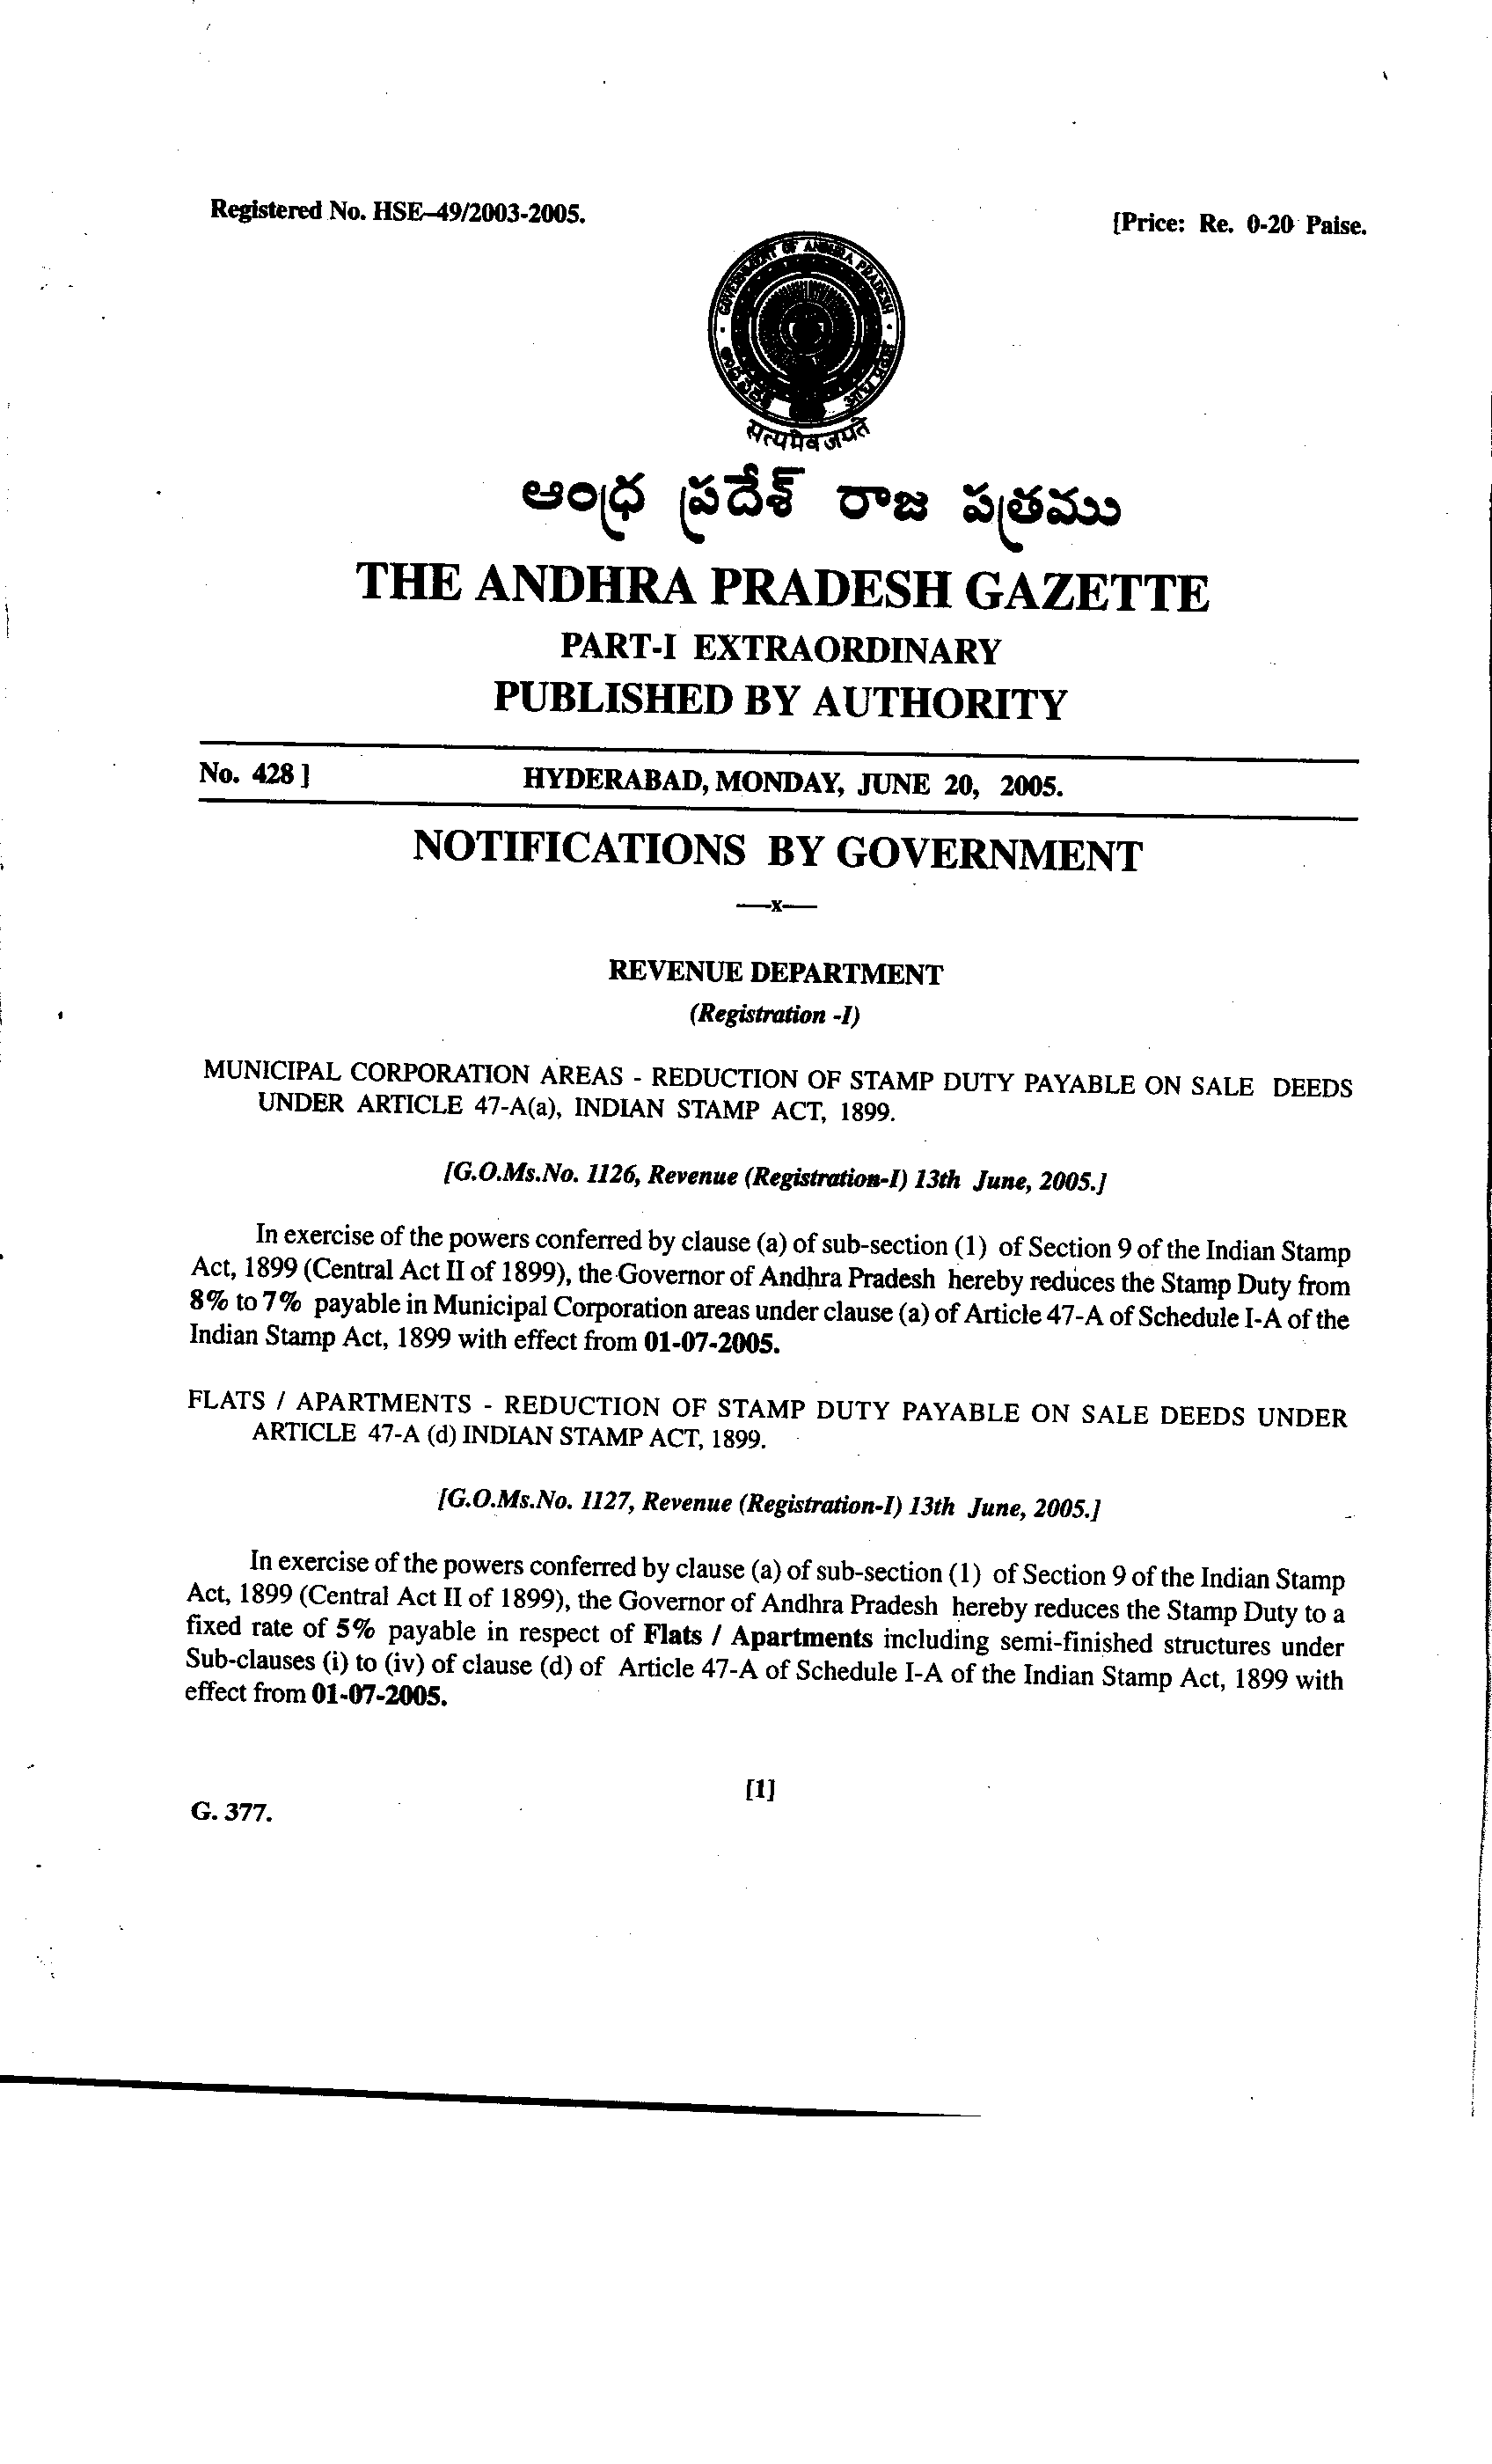 Registered No. HSE-49/2003-2005.
[Price: Re. 0-20 Paise.
GOVERNMENT OF ANDHRA PRADESH
सत्यमेव जयते
ఆంధ్ర ప్రదేశ్ రాజ పత్రము
THE ANDHRA PRADESH GAZETTE
PART-I EXTRAORDINARY
PUBLISHED BY AUTHORITY
No. 428 ] HYDERABAD, MONDAY, JUNE 20, 2005.
NOTIFICATIONS BY GOVERNMENT
—x—
REVENUE DEPARTMENT
(Registration -I)
MUNICIPAL CORPORATION AREAS - REDUCTION OF STAMP DUTY PAYABLE ON SALE DEEDS
UNDER ARTICLE 47-A(a), INDIAN STAMP ACT, 1899.
[G.O.Ms.No. 1126, Revenue (Registration-I) 13th June, 2005.]
In exercise of the powers conferred by clause (a) of sub-section (1) of Section 9 of the Indian Stamp
Act, 1899 (Central Act II of 1899), the Governor of Andhra Pradesh hereby reduces the Stamp Duty from
8% to 7% payable in Municipal Corporation areas under clause (a) of Article 47-A of Schedule I-A of the
Indian Stamp Act, 1899 with effect from 01-07-2005.
FLATS / APARTMENTS - REDUCTION OF STAMP DUTY PAYABLE ON SALE DEEDS UNDER
ARTICLE 47-A (d) INDIAN STAMP ACT, 1899.
[G.O.Ms.No. 1127, Revenue (Registration-I) 13th June, 2005.]
In exercise of the powers conferred by clause (a) of sub-section (1) of Section 9 of the Indian Stamp
Act, 1899 (Central Act II of 1899), the Governor of Andhra Pradesh hereby reduces the Stamp Duty to a
fixed rate of 5% payable in respect of Flats / Apartments including semi-finished structures under
Sub-clauses (i) to (iv) of clause (d) of Article 47-A of Schedule I-A of the Indian Stamp Act, 1899 with
effect from 01-07-2005.
[1]
G. 377.